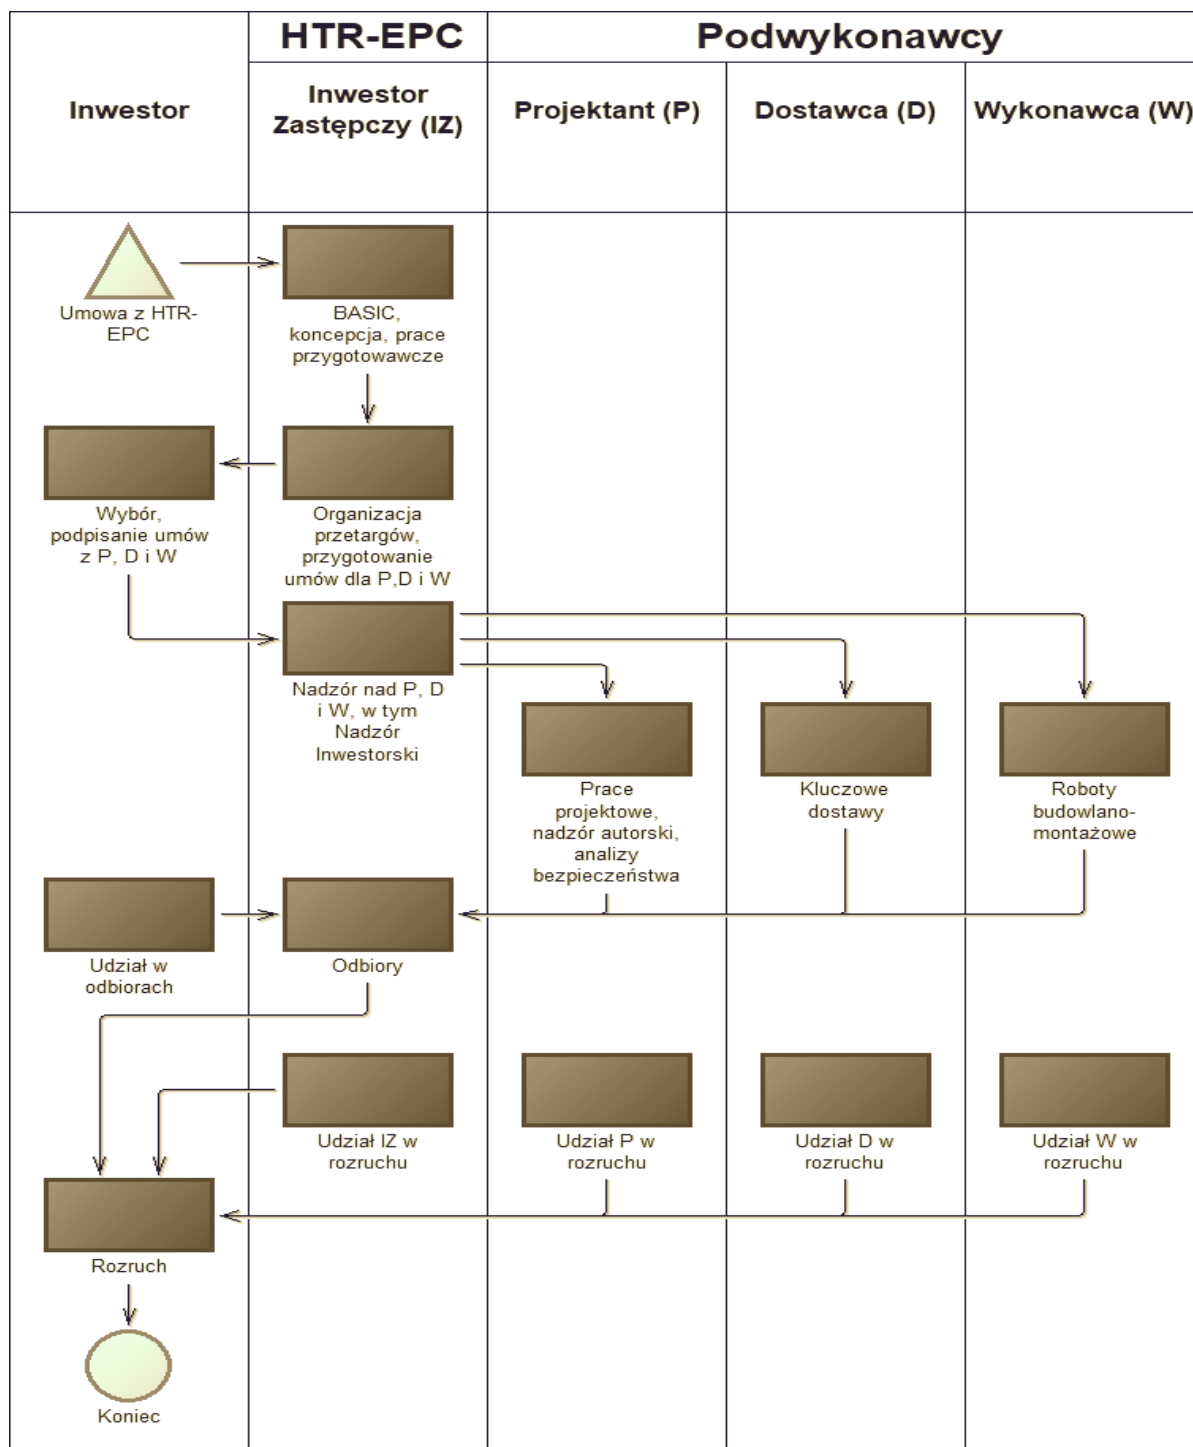 HTR-EPC
Podwykonawcy
Inwestor
Inwestor
Zastępczy (IZ)
Projektant (P)
Dostawca (D)
Wykonawca (W)
Umowa z HTR-
EPC
BASIC,
koncepcja, prace
przygotowawcze
Wybór,
podpisanie umów
z P, D i W
Organizacja
przetargów,
przygotowanie
umów dla P,D i W
Nadzór nad P, D
i W, w tym
Nadzór
Inwestorski
Prace
projektowe,
nadzór autorski,
analizy
bezpieczeństwa
Kluczowe
dostawy
Roboty
budowlano-
montażowe
Udział w
odbiorach
Odbiory
Udział IZ w
rozruchu
Udział P w
rozruchu
Udział D w
rozruchu
Udział W w
rozruchu
Rozruch
Koniec